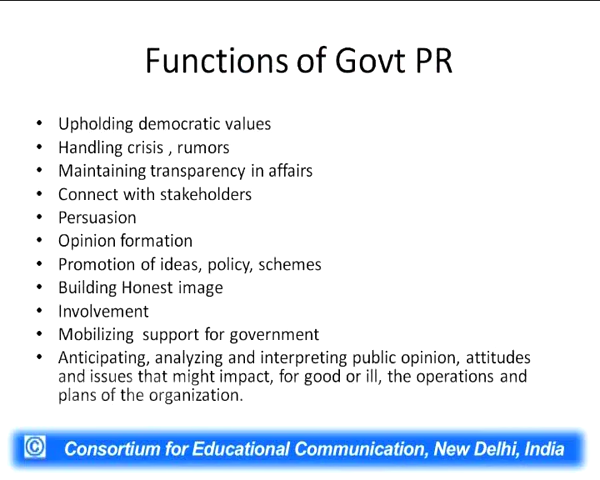 Functions of Govt PR
• Upholding democratic values
• Handling crisis , rumors
• Maintaining transparency in affairs
• Connect with stakeholders
• Persuasion
• Opinion formation
• Promotion of ideas, policy, schemes
• Building Honest image
• Involvement
• Mobilizing  support for government
• Anticipating, analyzing and interpreting public opinion, attitudes
and issues that might impact, for good or ill, the operations and
plans of the organization.
© Consortium for Educational Communication, New Delhi, India